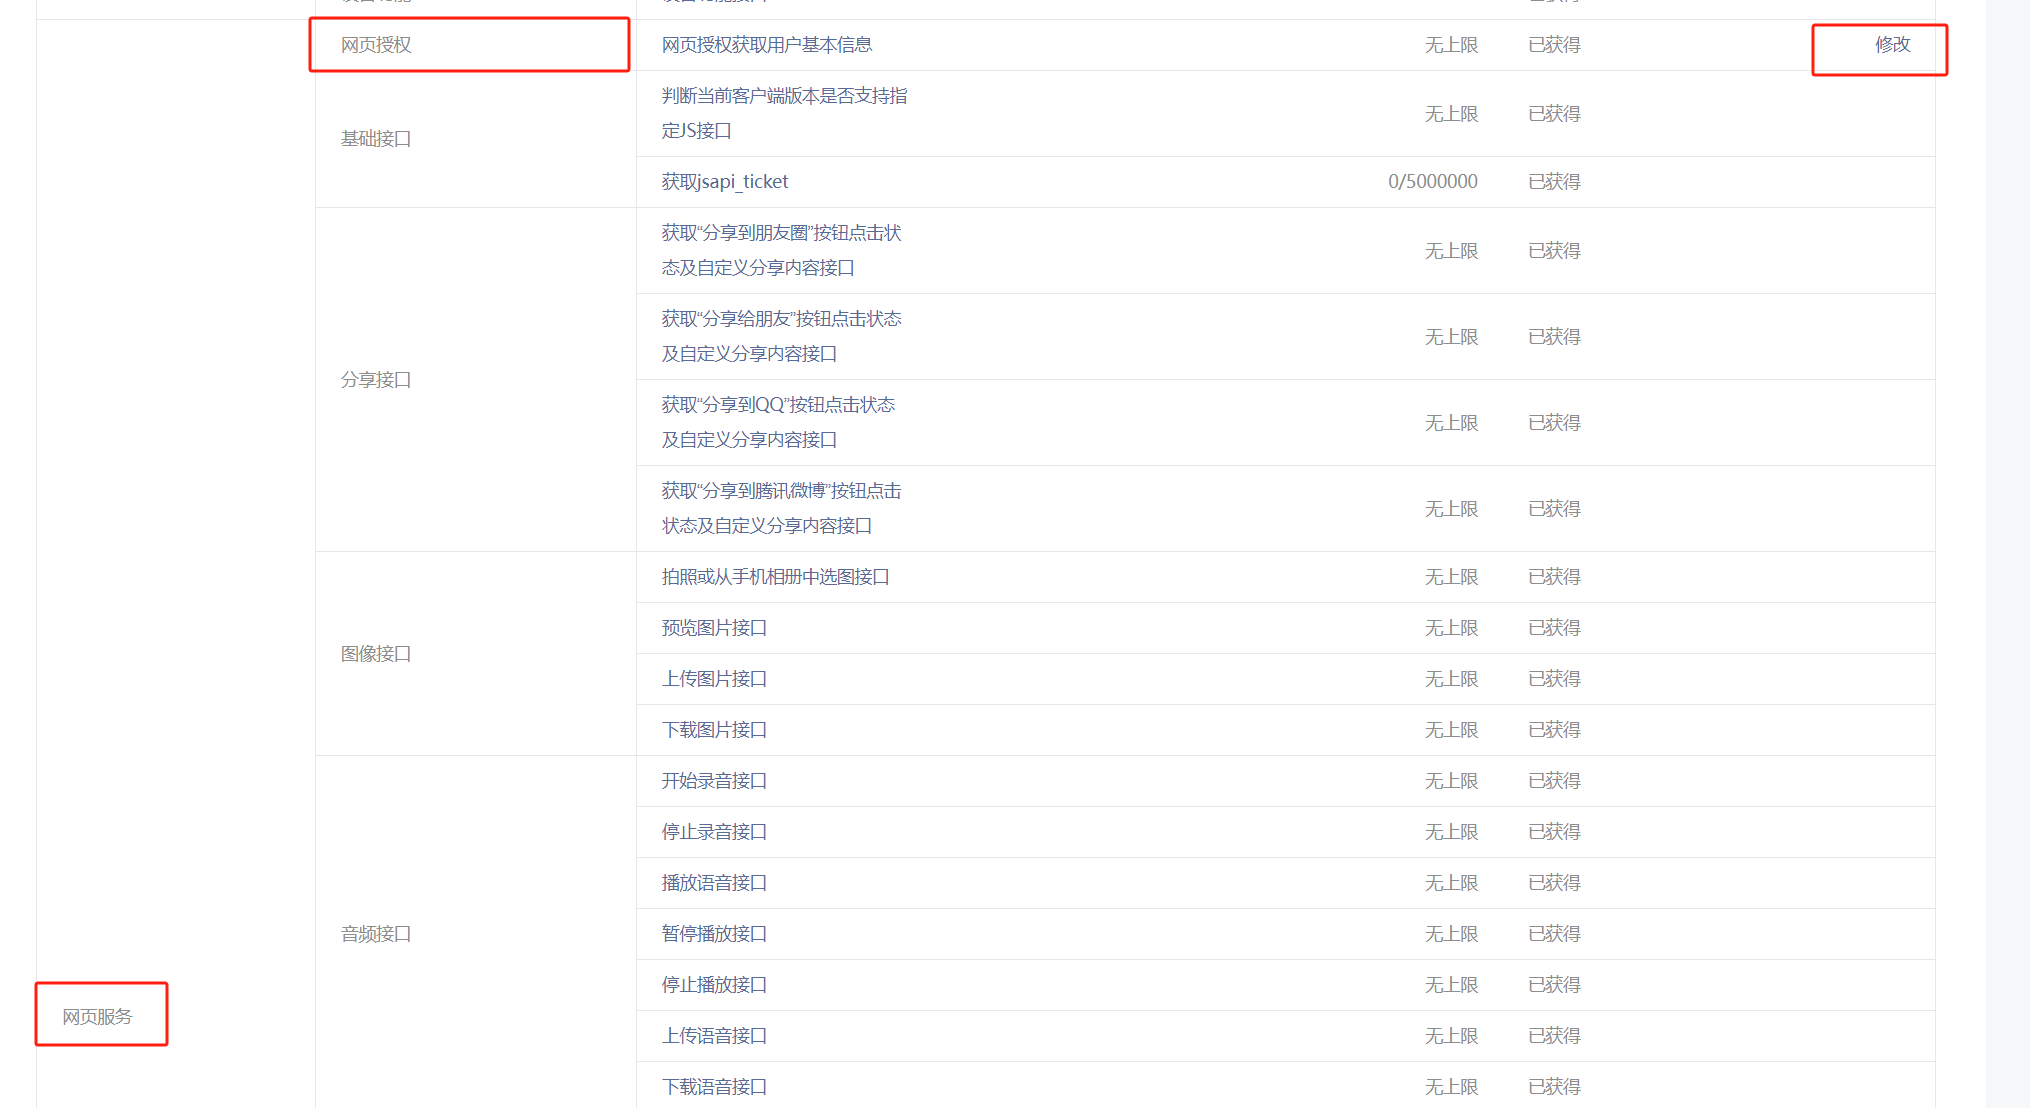 网页授权
网页授权获取用户基本信息
无上限
已获得
修改
基础接口
判断当前客户端版本是否支持指
定JS接口
无上限
已获得
获取jsapi_ticket
0/5000000
已获得
分享接口
获取“分享到朋友圈”按钮点击状
态及自定义分享内容接口
无上限
已获得
获取“分享给朋友”按钮点击状态
及自定义分享内容接口
无上限
已获得
获取“分享到QQ”按钮点击状态
及自定义分享内容接口
无上限
已获得
获取“分享到腾讯微博”按钮点击
状态及自定义分享内容接口
无上限
已获得
图像接口
拍照或从手机相册中选图接口
无上限
已获得
预览图片接口
无上限
已获得
上传图片接口
无上限
已获得
下载图片接口
无上限
已获得
音频接口
开始录音接口
无上限
已获得
停止录音接口
无上限
已获得
播放语音接口
无上限
已获得
暂停播放接口
无上限
已获得
停止播放接口
无上限
已获得
网页服务
上传语音接口
无上限
已获得
下载语音接口
无上限
已获得